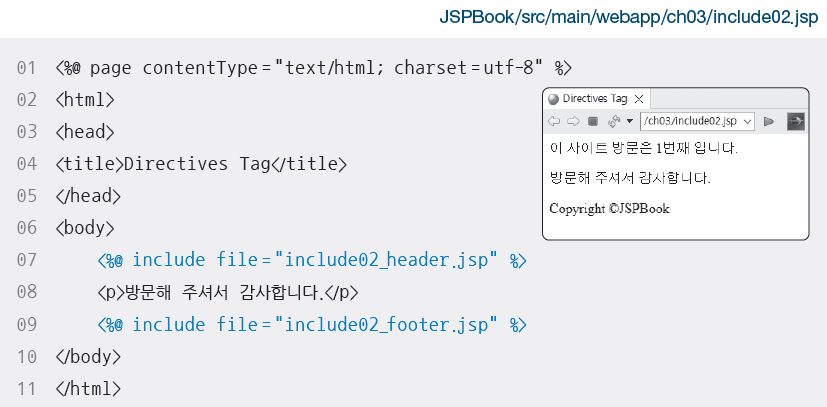 JSPBook/src/main/webapp/ch03/include02.jsp
01 <%@ page contentType="text/html; charset=utf-8" %>
02 <html>
03 <head>
04 <title>Directives Tag</title>
05 </head>
06 <body>
07     <%@ include file="include02_header.jsp" %>
08     <p>방문해 주셔서 감사합니다.</p>
09     <%@ include file="include02_footer.jsp" %>
10 </body>
11 </html>
Directives Tag
/ch03/include02.jsp
이 사이트 방문은 1번째 입니다.
방문해 주셔서 감사합니다.
Copyright ©JSPBook